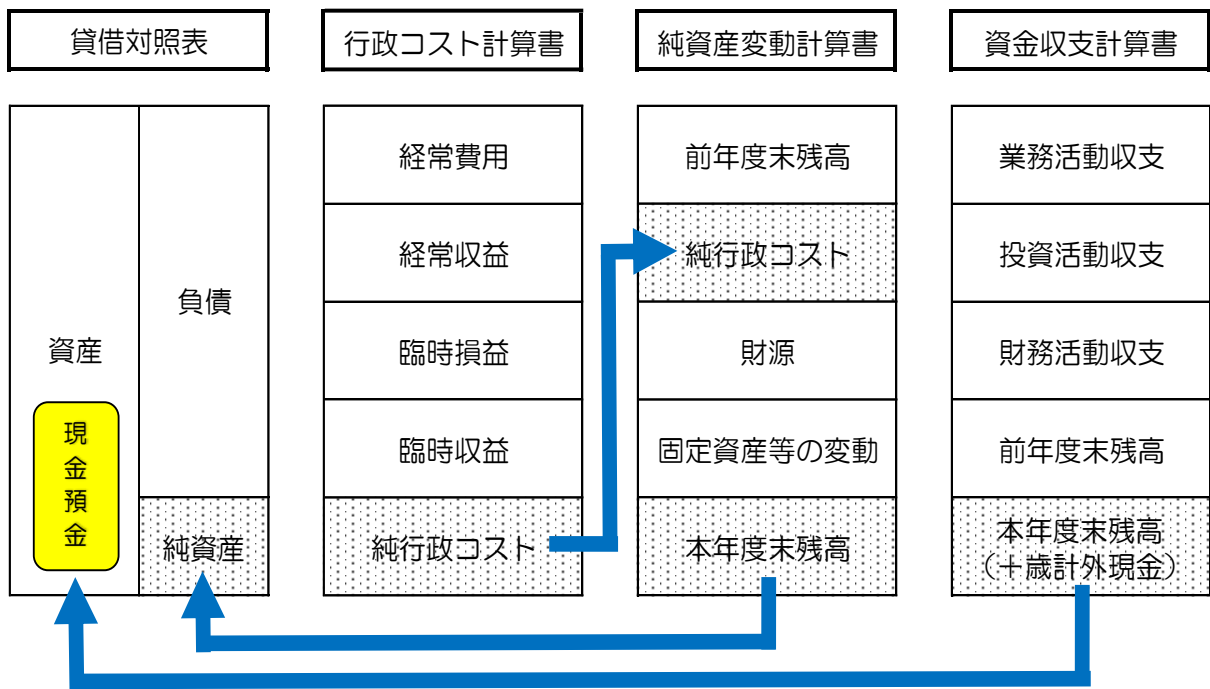 貸借対照表
行政コスト計算書
純資産変動計算書
資金収支計算書
資産
現金預金
負債
純資産
経常費用
経常収益
臨時損益
臨時収益
純行政コスト
前年度末残高
純行政コスト
財源
固定資産等の変動
本年度末残高
業務活動収支
投資活動収支
財務活動収支
前年度末残高
本年度末残高
（＋歳計外現金）